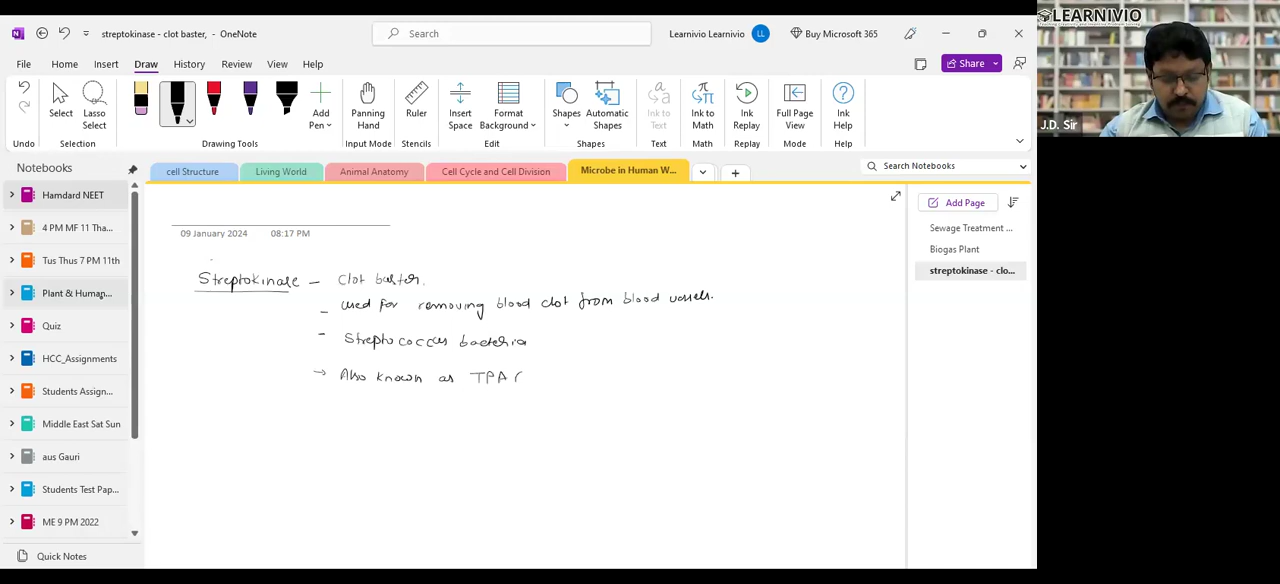 streptokinase - clot baster, - OneNote
Search
Learnivio Learnivio
LL
Buy Microsoft 365
LEARNIVIO
File
Home
Insert
Draw
History
Review
View
Help
Share
Select
Lasso Select
Add Pen
Panning Hand
Ruler
Insert Space
Format Background
Shapes
Automatic Shapes
Ink to Text
Ink to Math
Ink Replay
Full Page View
Ink Help
J.D. Sir
Undo
Selection
Drawing Tools
Input Mode
Stencils
Edit
Shapes
Text
Math
Replay
Mode
Help
Notebooks
cell Structure
Living World
Animal Anatomy
Cell Cycle and Cell Division
Microbe in Human W...
Search Notebooks
Hamdard NEET
4 PM MF 11 Tha...
Tus Thus 7 PM 11th
Plant & Human...
Quiz
HCC_Assignments
Students Assign...
Middle East Sat Sun
aus Gauri
Students Test Pap...
ME 9 PM 2022
Quick Notes
09 January 2024 08:17 PM
Streptokinase - Clot baster.
- used for removing blood clot from blood vessels.
- Streptococcus bacteria
→ Also known as TPA (
Add Page
Sewage Treatment ...
Biogas Plant
streptokinase - clo...